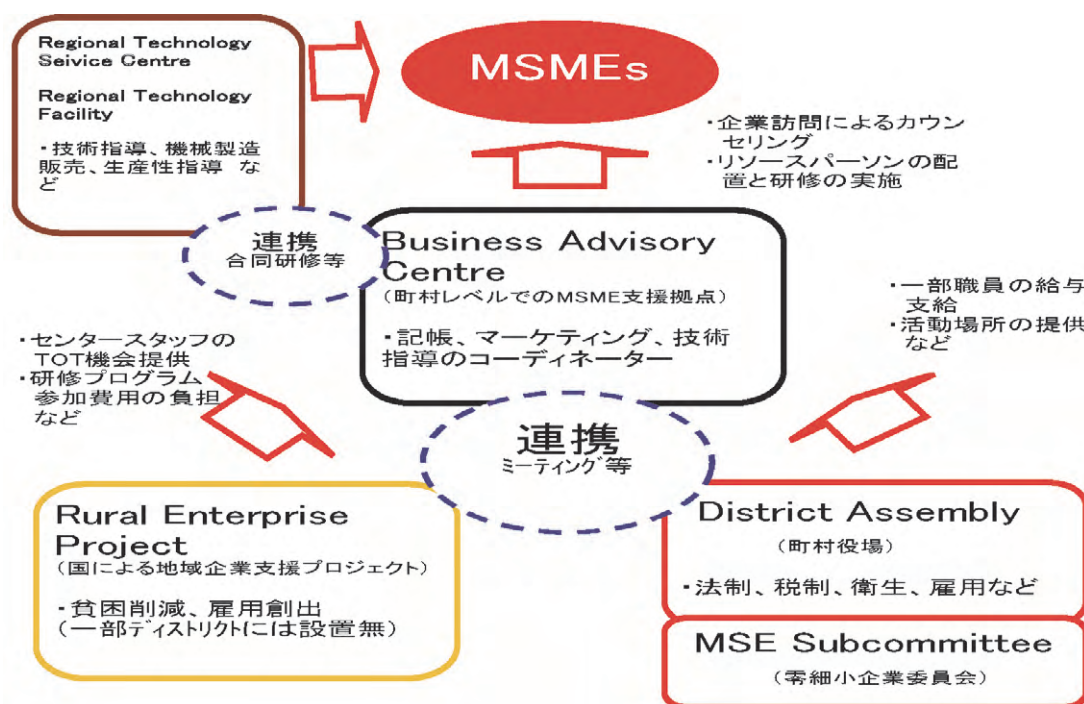 Regional Technology
Seivice Centre
Regional Technology
Facility
・技術指導、機械製造
販売、生産性指導 な
ど
MSMEs
・企業訪問によるカウン
セリング
・リソースパーソンの配
置と研修の実施
連携
合同研修等
Business Advisory
Centre
(町村レベルでのMSME支援拠点)
・記帳、マーケティング、技術
指導のコーディネーター
・一部職員の給与
支給
・活動場所の提供
など
・センタースタッフの
TOT機会提供
・研修プログラム
参加費用の負担
など
連携
ミーティング等
Rural Enterprise
Project
(国による地域企業支援プロジェクト)
・貧困削減、雇用創出
(一部ディストリクトには設置無)
District Assembly
(町村役場)
・法制、税制、衛生、雇用など
MSE Subcommittee
(零細小企業委員会)